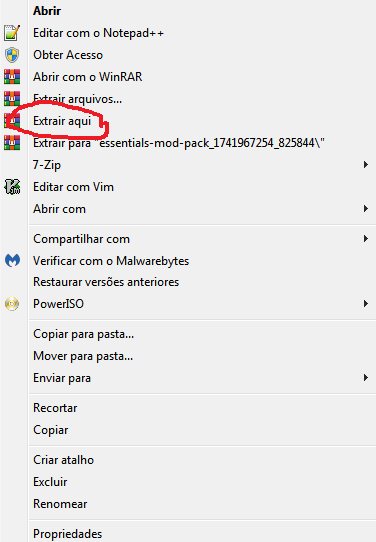 Abrir
Editar com o Notepad++
Obter Acesso
Abrir com o WinRAR
Extrair arquivos...
Extrair aqui
Extrair para "essentials-mod-pack_1741967254_825844\"
7-Zip
Editar com Vim
Abrir com
Compartilhar com
Verificar com o Malwarebytes
Restaurar versões anteriores
PowerISO
Copiar para pasta...
Mover para pasta...
Enviar para
Recortar
Copiar
Criar atalho
Excluir
Renomear
Propriedades